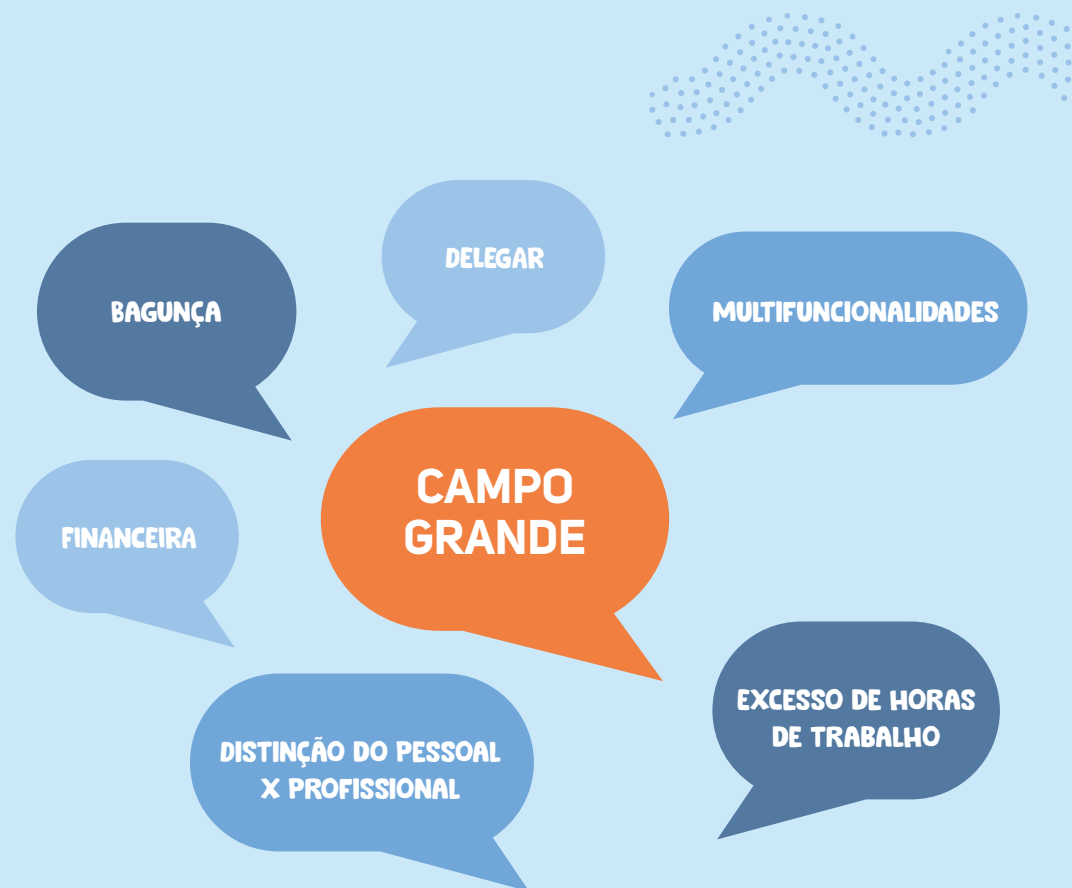 DELEGAR
BAGUNÇA
MULTIFUNCIONALIDADES
CAMPO
GRANDE
FINANCEIRA
EXCESSO DE HORAS
DE TRABALHO
DISTINÇÃO DO PESSOAL
X PROFISSIONAL